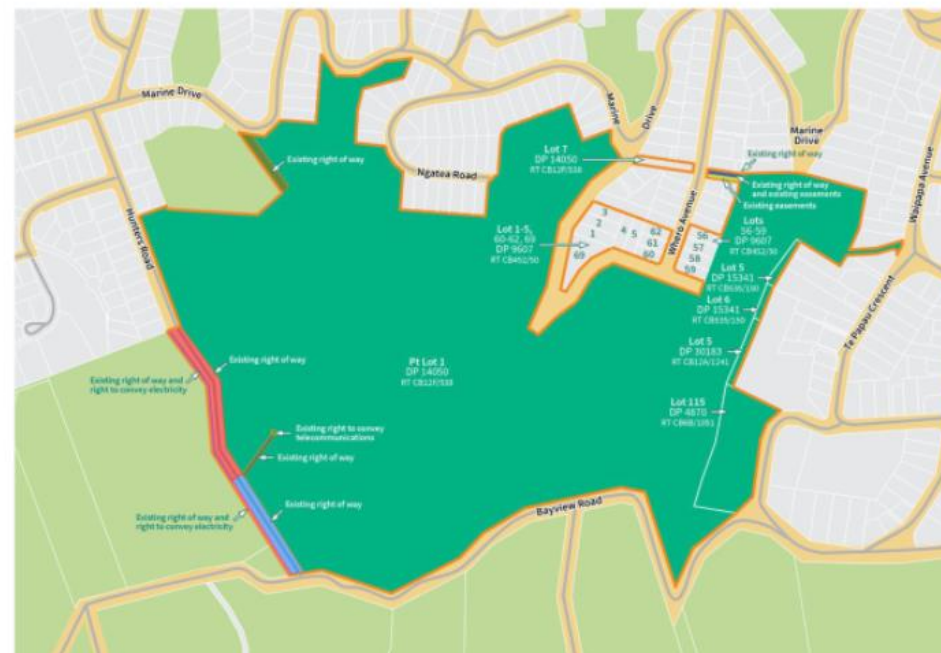 Marine Drive
Existing right of way
Ngatea Road
Marine
Drive
Marine
Drive
Waipapa Avenue
Hunters Road
Lot 7
DP 14050
RT CB12F/538
Existing right of way
Existing right of way
and existing easements
Existing easements
Whero Avenue
Lot 1-5,
60-62, 69
DP 9607
RT CB452/50
3
2
1
4
5
62
61
60
69
56
57
58
59
Lots
56-59
DP 9607
RT CB452/50
Lot 5
DP 15341
Lot 6
DP 15341
Lot 5
DP 30183
RT CB12A/1241
Te Papau Crescent
Pt Lot 1
DP 14050
RT CB12F/538
Lot 115
DP 4870
RT CB6B/1051
Existing right of way
Existing right of way and
right to convey electricity
Existing right to convey
telecommunications
Existing right of way
Existing right of way
Existing right of way and
right to convey electricity
Bayview Road